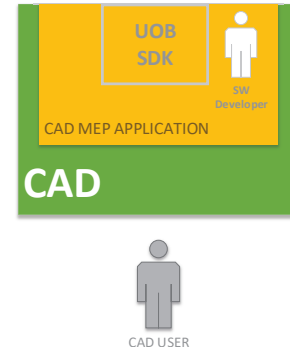 UOB
SDK
SW
Developer
CAD MEP APPLICATION
CAD
CAD USER